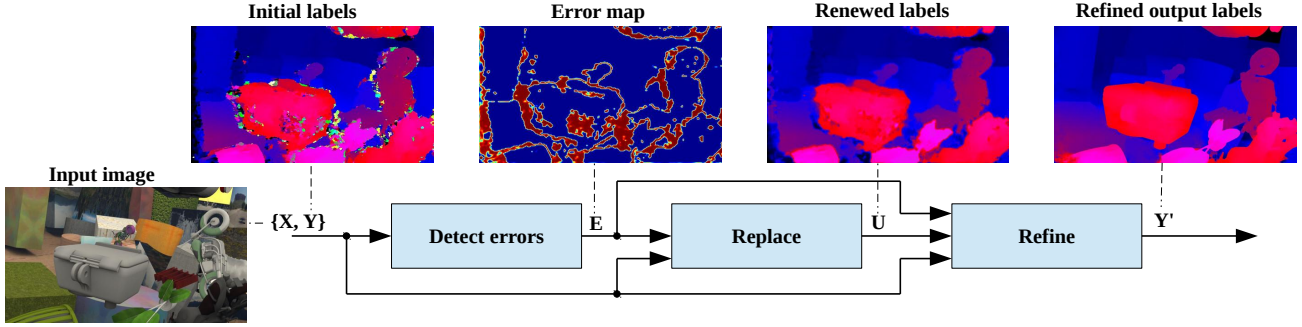 Initial labels
Error map
Renewed labels
Refined output labels
Input image
{X, Y}
Detect errors
E
Replace
U
Refine
Y'